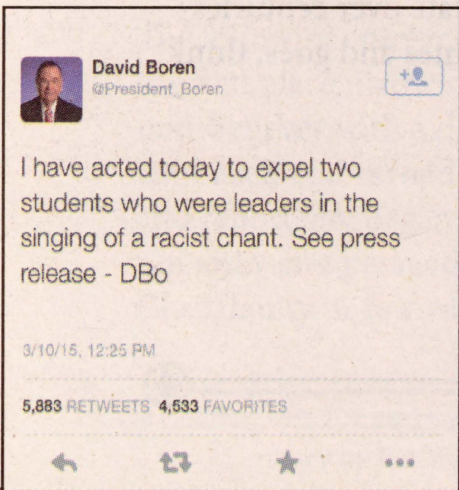 David Boren
@President_Boren
I have acted today to expel two
students who were leaders in the
singing of a racist chant. See press
release - DBo
3/10/15, 12:25 PM
5,883 RETWEETS 4,533 FAVORITES